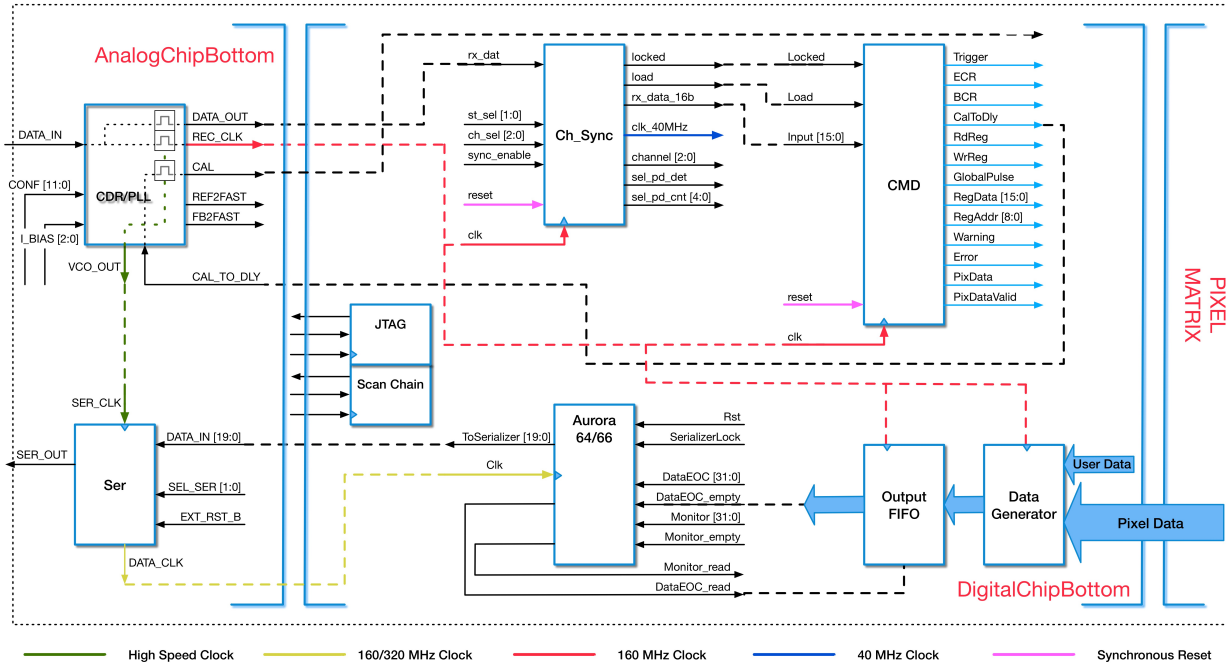 AnalogChipBottom
DATA_IN
CONF [11:0]
I_BIAS [2:0]
CDR/PLL
DATA_OUT
REC_CLK
CAL
REF2FAST
FB2FAST
VCO_OUT
CAL_TO_DLY
rx_dat
st_sel [1:0]
ch_sel [2:0]
sync_enable
reset
clk
Ch_Sync
locked
load
rx_data_16b
clk_40MHz
channel [2:0]
sel_pd_det
sel_pd_cnt [4:0]
Locked
Load
Input [15:0]
reset
clk
CMD
Trigger
ECR
BCR
CalToDly
RdReg
WrReg
GlobalPulse
RegData [15:0]
RegAddr [8:0]
Warning
Error
PixData
PixDataValid
PIXEL
MATRIX
JTAG
Scan Chain
SER_CLK
SER_OUT
Ser
DATA_IN [19:0]
SEL_SER [1:0]
EXT_RST_B
DATA_CLK
ToSerializer [19:0]
Clk
Aurora
64/66
Rst
SerializerLock
DataEOC [31:0]
DataEOC_empty
Monitor [31:0]
Monitor_empty
Monitor_read
DataEOC_read
Output
FIFO
Data
Generator
User Data
Pixel Data
DigitalChipBottom
High Speed Clock
160/320 MHz Clock
160 MHz Clock
40 MHz Clock
Synchronous Reset